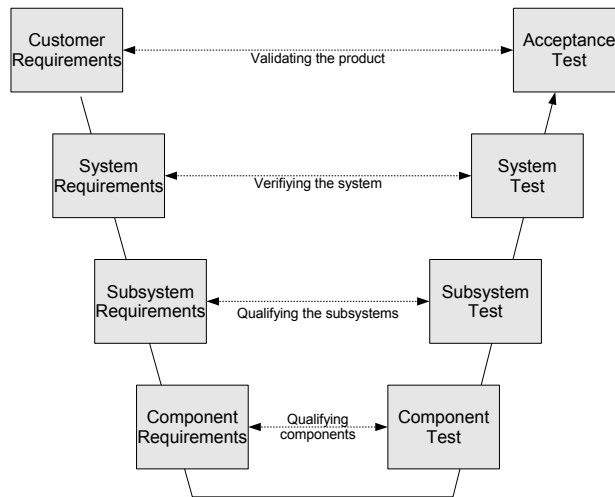 Customer
Requirements
Validating the product
Acceptance
Test
System
Requirements
Verifiying the system
System
Test
Subsystem
Requirements
Qualifying the subsystems
Subsystem
Test
Component
Requirements
Qualifying
components
Component
Test